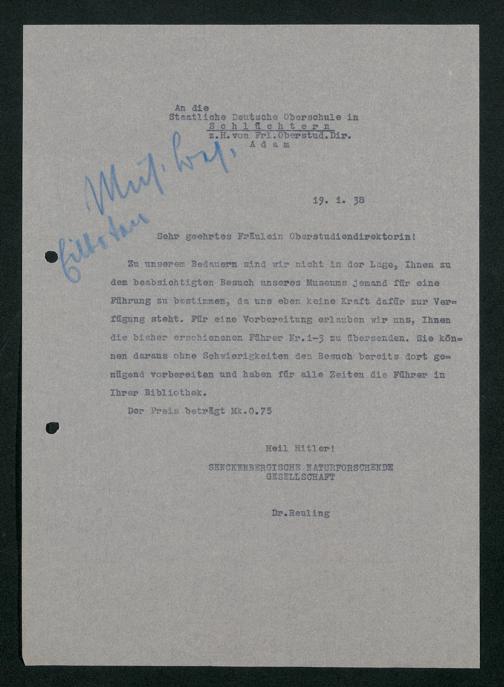 An die
Staatliche Deutsche Oberschule in
S c h l ü c h t e r n
z.H.von Frl.Oberstud.Dir.
A d a m
19. 1. 38
Eilboten
Sehr geehrtes Fräulein Oberstudiendirektorin!
Zu unserem Bedauern sind wir nicht in der Lage, Ihnen zu
dem beabsichtigten Besuch unseres Museums jemand für eine
Führung zu bestimmen, da uns eben keine Kraft dafür zur Ver=
fügung steht. Für eine Vorbereitung erlauben wir uns, Ihnen
die bisher erschienenen Führer Nr.1-3 zu übersenden. Sie kön=
nen daraus ohne Schwierigkeiten den Besuch bereits dort ge=
nügend vorbereiten und haben für alle Zeiten die Führer in
Ihrer Bibliothek.
Der Preis beträgt Mk.0.75
Heil Hitler!
SENCKENBERGISCHE NATURFORSCHENDE
GESELLSCHAFT
Dr.Reuling